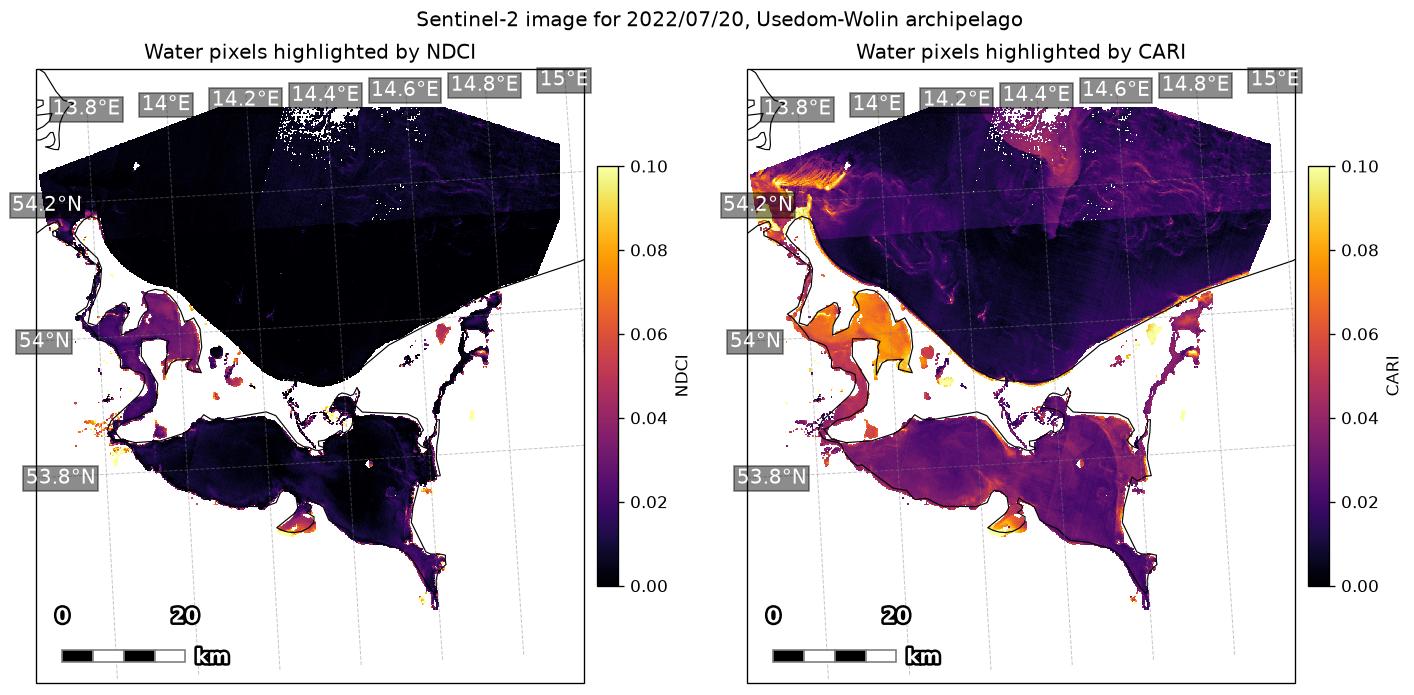 Sentinel-2 image for 2022/07/20, Usedom-Wolin archipelago
Water pixels highlighted by NDCI
13.8°E 14°E 14.2°E 14.4°E 14.6°E 14.8°E 15°E
54.2°N
54°N
53.8°N
0 20
km
0.10
0.08
0.06
0.04
0.02
0.00
NDCI
Water pixels highlighted by CARI
13.8°E 14°E 14.2°E 14.4°E 14.6°E 14.8°E 15°E
54.2°N
54°N
53.8°N
0 20
km
0.10
0.08
0.06
0.04
0.02
0.00
CARI